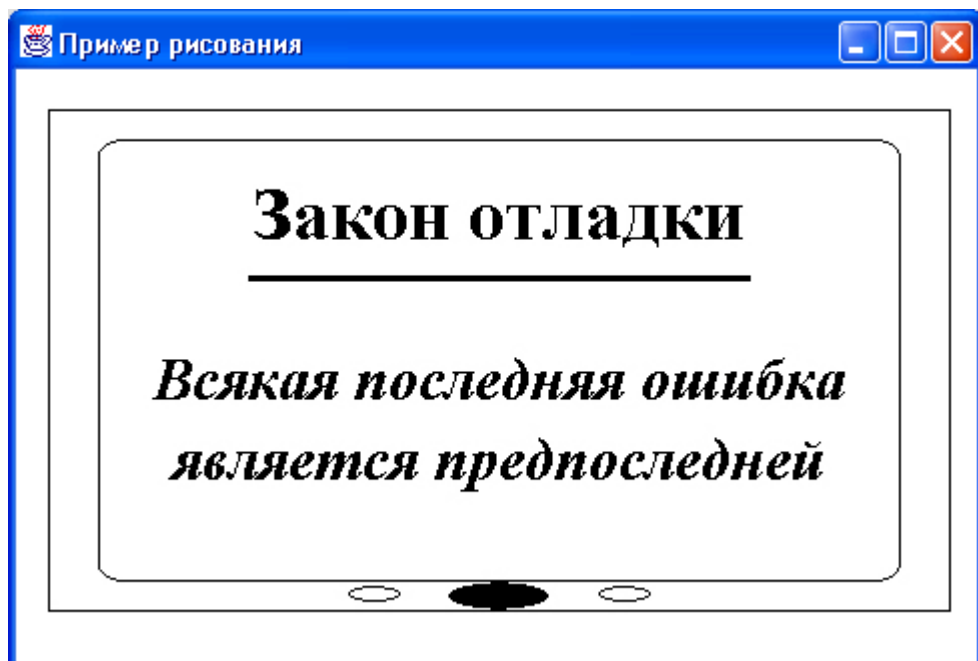 Пример рисования
Закон отладки
Всякая последняя ошибка
является предпоследней